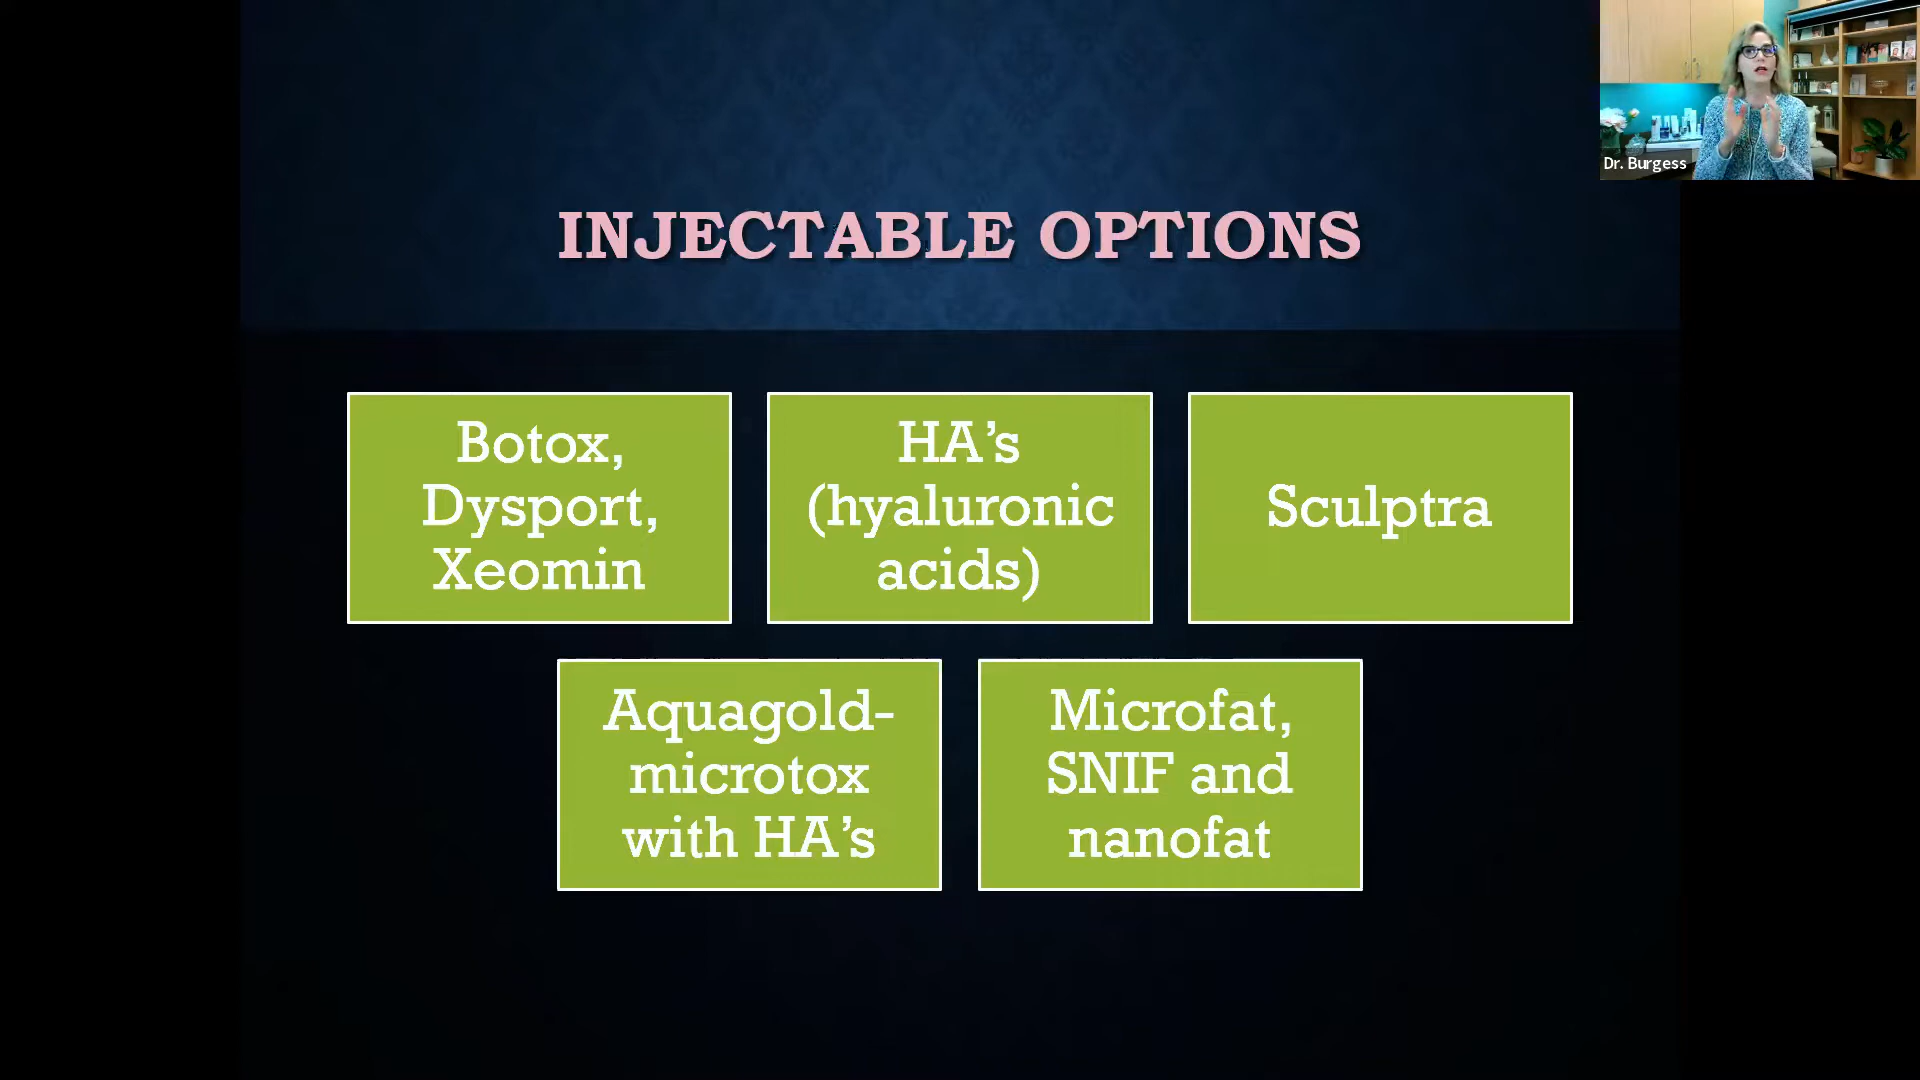 Dr. Burgess
INJECTABLE OPTIONS
Botox,
Dysport,
Xeomin
HA’s
(hyaluronic
acids)
Sculptra
Aquagold-
microtox
with HA’s
Microfat,
SNIF and
nanofat